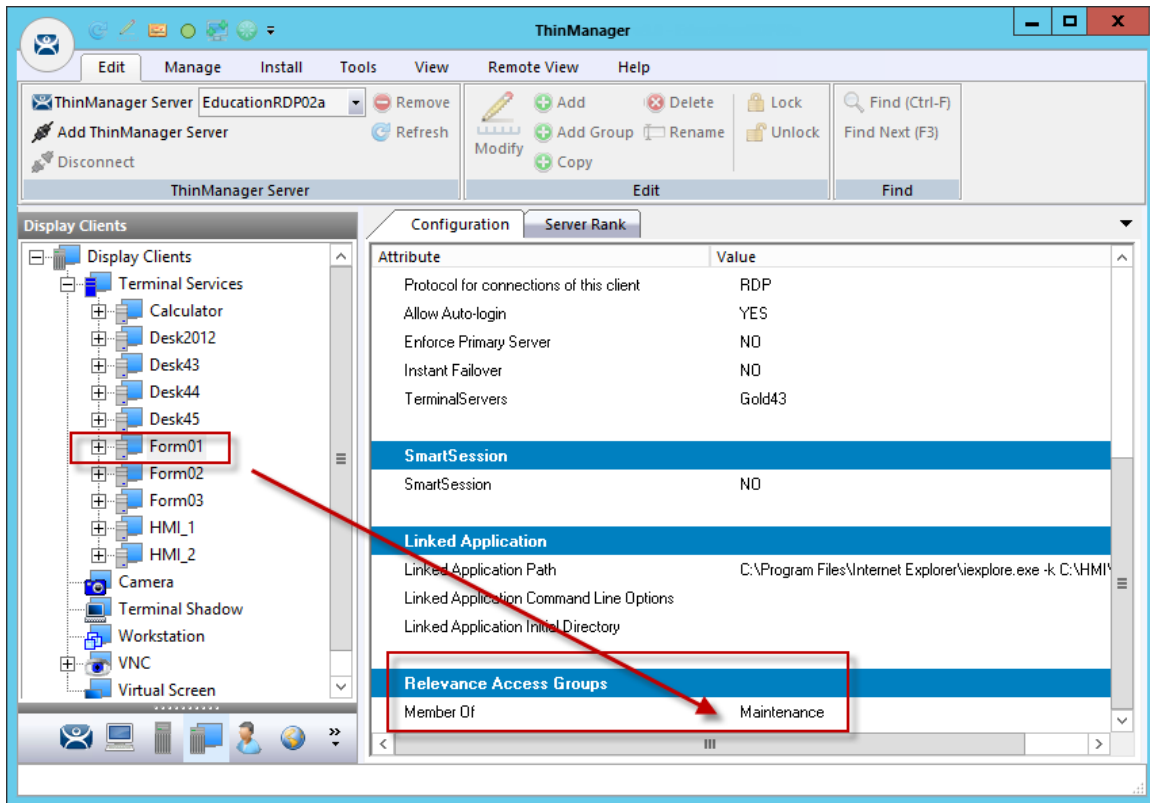 ThinManager
Edit Manage Install Tools View Remote View Help
ThinManager Server EducationRDP02a Remove Add Delete Lock Find (Ctrl-F)
Add ThinManager Server Refresh Modify Add Group Rename Unlock Find Next (F3)
Disconnect Copy
ThinManager Server Edit Find
Display Clients
Display Clients
Terminal Services
Calculator
Desk2012
Desk43
Desk44
Desk45
Form01
Form02
Form03
HMI_1
HMI_2
Camera
Terminal Shadow
Workstation
VNC
Virtual Screen
Configuration Server Rank
Attribute Value
Protocol for connections of this client RDP
Allow Auto-login YES
Enforce Primary Server NO
Instant Failover NO
TerminalServers Gold43
SmartSession
SmartSession NO
Linked Application
Linked Application Path C:\Program Files\Internet Explorer\iexplore.exe -k C:\HMI\
Linked Application Command Line Options
Linked Application Initial Directory
Relevance Access Groups
Member Of Maintenance